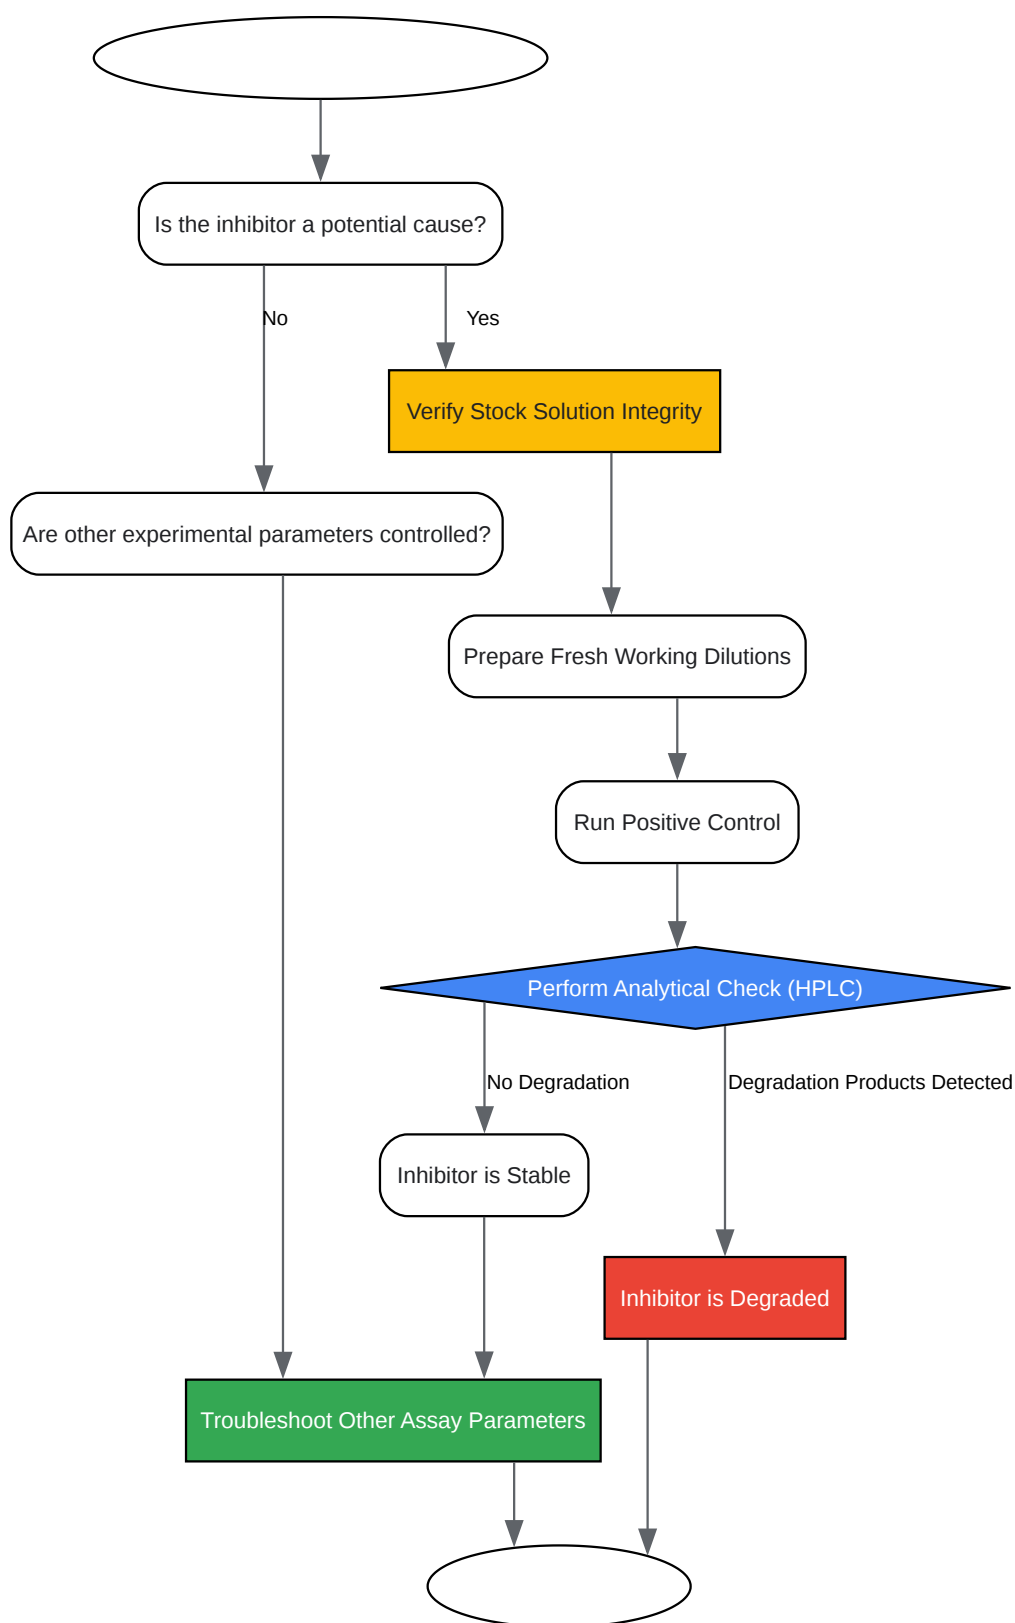 Is the inhibitor a potential cause?
No
Yes
Verify Stock Solution Integrity
Are other experimental parameters controlled?
Prepare Fresh Working Dilutions
Run Positive Control
Perform Analytical Check (HPLC)
No Degradation
Degradation Products Detected
Inhibitor is Stable
Inhibitor is Degraded
Troubleshoot Other Assay Parameters